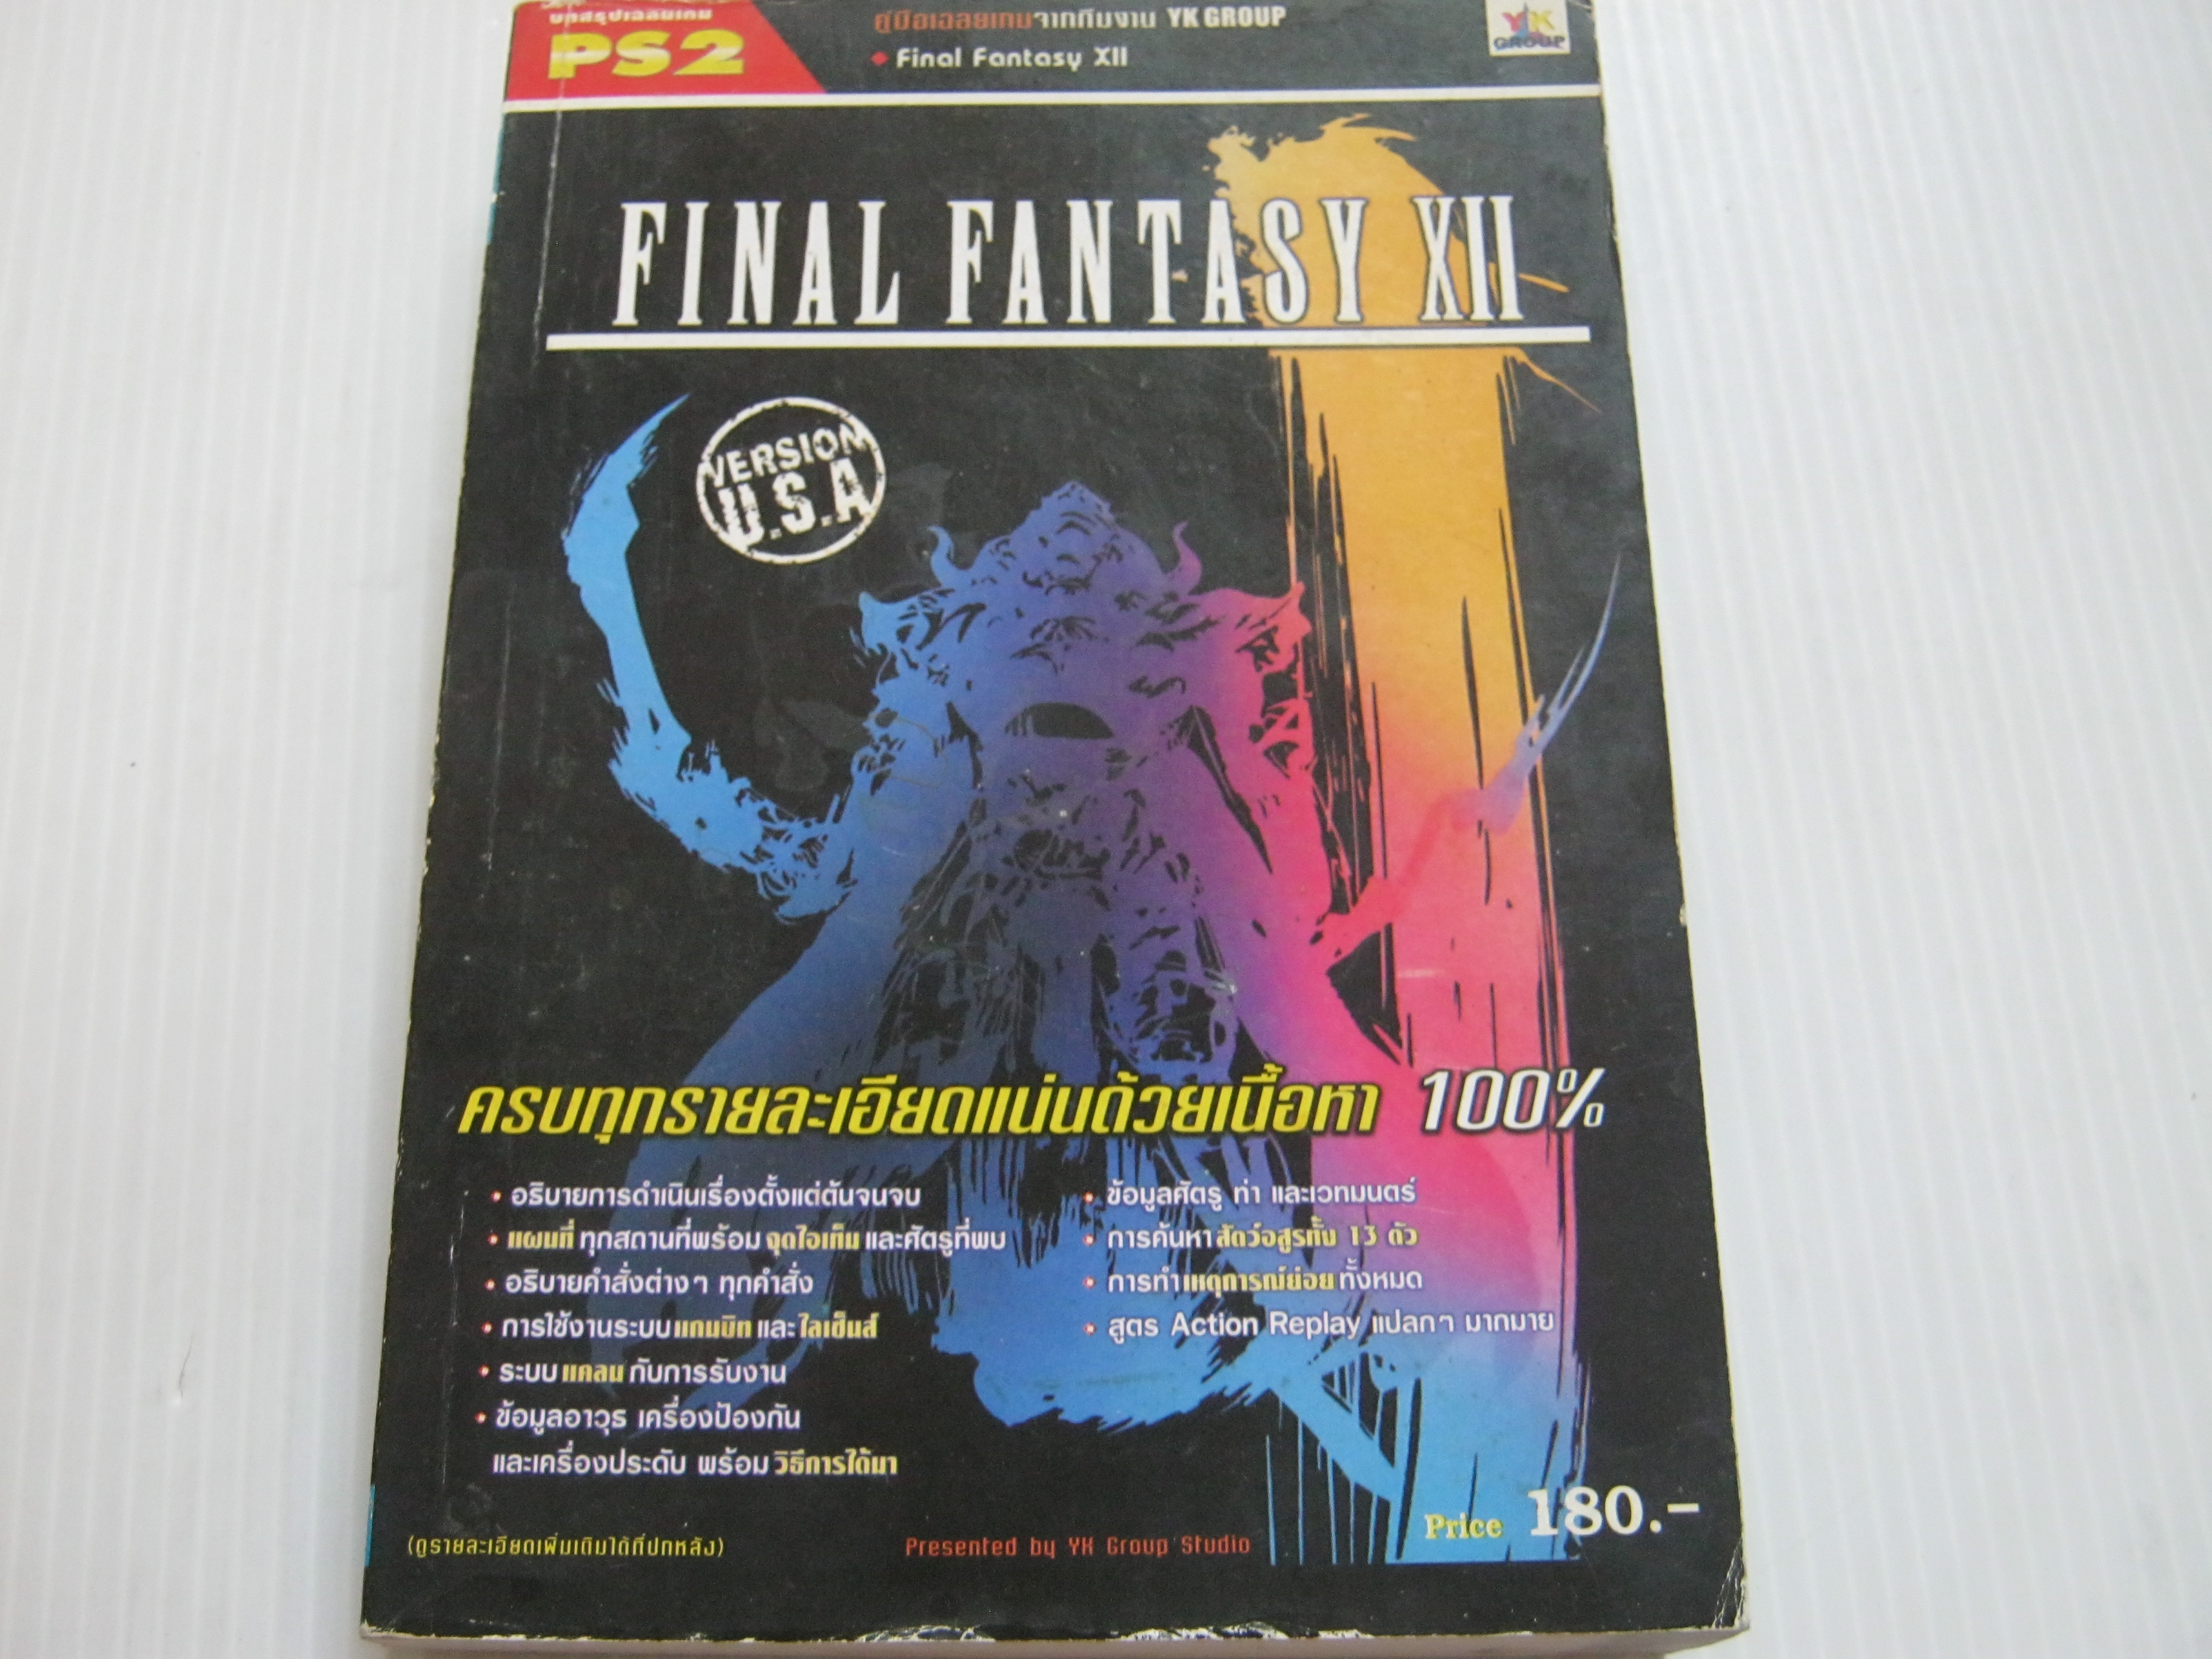 บทสรุปเฉลยเกม
PS2
คู่มือเฉลยเกมจากทีมงาน YK GROUP
Final Fantasy XII
YK
GROUP
FINAL FANTASY XII
VERSION
U.S.A
ครบทุกรายละเอียดแน่นด้วยเนื้อหา 100%
• อธิบายการดำเนินเรื่องตั้งแต่ต้นจนจบ
• แผนที่ ทุกสถานที่พร้อม จุดไอเท็ม และศัตรูที่พบ
• อธิบายคำสั่งต่างๆ ทุกคำสั่ง
• การใช้งานระบบแกมบิท และ ไลเซ็นส์
• ระบบ แคลน กับการรับงาน
• ข้อมูลอาวุธ เครื่องป้องกัน
และเครื่องประดับ พร้อม วิธีการได้มา
• ข้อมูลศัตรู ท่า และเวทมนตร์
• การค้นหา สัตว์อสูรทั้ง 13 ตัว
• การทำ เหตุการณ์ย่อย ทั้งหมด
• สูตร Action Replay แปลกๆ มากมาย
Price 180.-
(ดูรายละเอียดเพิ่มเติมได้ที่ปกหลัง)
Presented by YK Group Studio